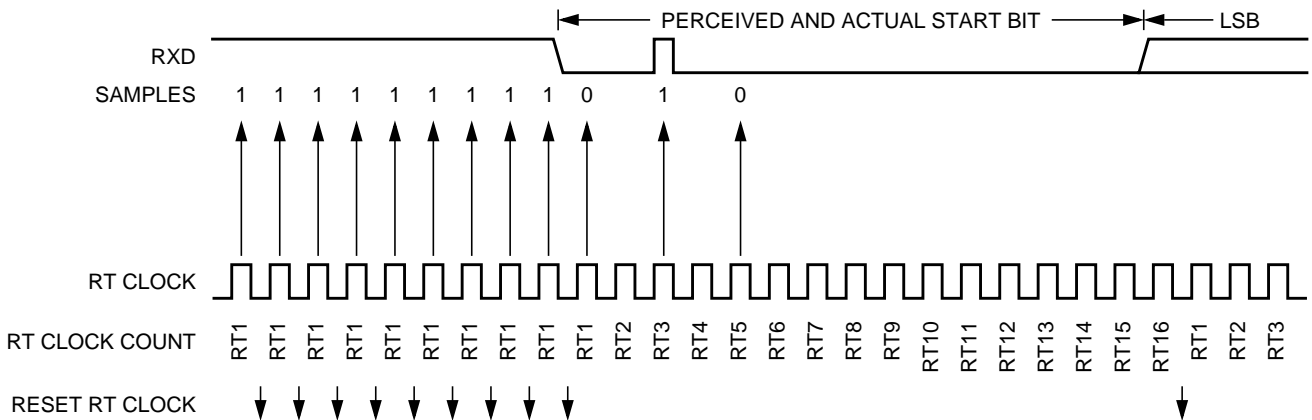 PERCEIVED AND ACTUAL START BIT LSB
RXD
SAMPLES 1 1 1 1 1 1 1 1 1 0 1 0
RT CLOCK
RT CLOCK COUNT RT1 RT1 RT1 RT1 RT1 RT1 RT1 RT1 RT1 RT1 RT2 RT3 RT4 RT5 RT6 RT7 RT8 RT9 RT10 RT11 RT12 RT13 RT14 RT15 RT16 RT1 RT2 RT3
RESET RT CLOCK